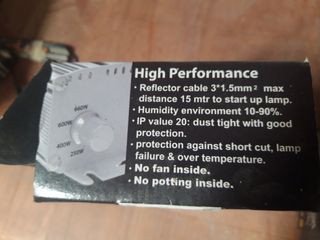 High Performance
• Reflector cable 3*1.5mm² max
distance 15 mtr to start up lamp.
• Humidity environment 10-90%.
• IP value 20: dust tight with good
protection.
• protection against short cut, lamp
failure & over temperature.
• No fan inside.
• No potting inside.
660W
600W
400W
250W